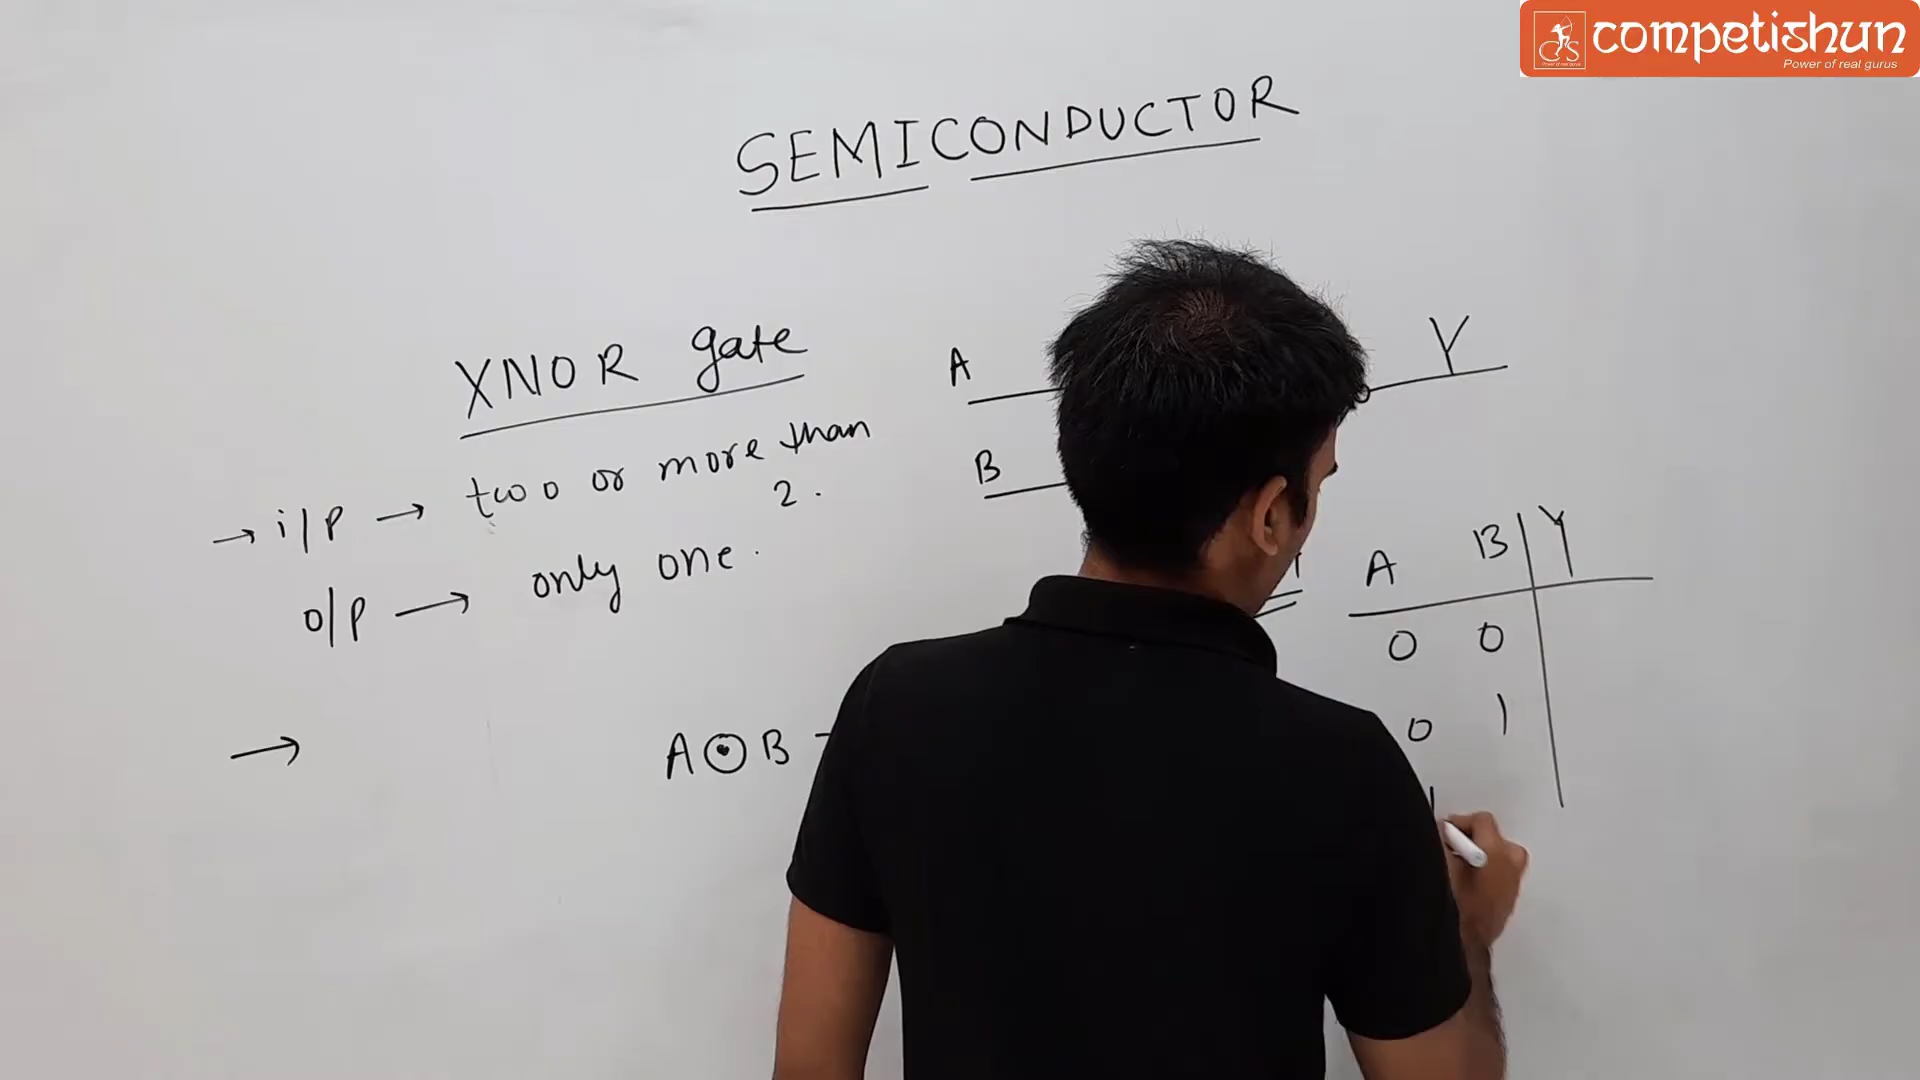 competishun
Power of real gurus
SEMICONDUCTOR
XNOR gate
→ i/p → two or more than
2.
o/p → only one.
→ A⊙B
A
B
Y
A B Y
0 0
0 1
1